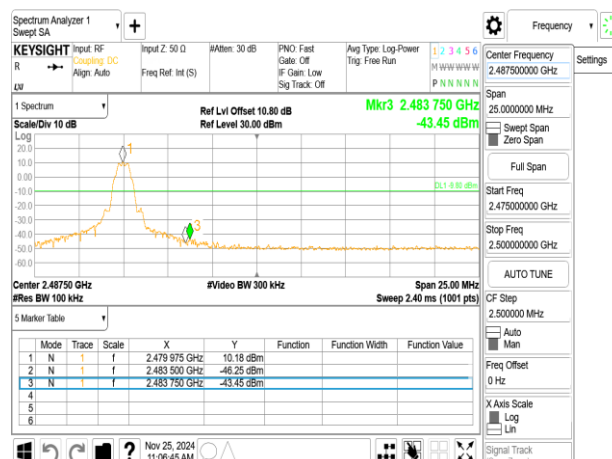 Spectrum Analyzer 1
Swept SA
Frequency
KEYSIGHT
R
Input: RF
Coupling: DC
Align: Auto
Input Z: 50 Ω
Freq Ref: Int (S)
#Atten: 30 dB
PNO: Fast
Gate: Off
IF Gain: Low
Sig Track: Off
Avg Type: Log-Power
Trig: Free Run
1 2 3 4 5 6
M W W W W W
P N N N N N
1 Spectrum
Scale/Div 10 dB
Log
Ref Lvl Offset 10.80 dB
Ref Level 30.00 dBm
Mkr3 2.483 750 GHz
-43.45 dBm
20.0
10.0
0.00
-10.0
-20.0
-30.0
-40.0
-50.0
-60.0
1
3
Center 2.48750 GHz
#Res BW 100 kHz
#Video BW 300 kHz
Span 25.00 MHz
Sweep 2.40 ms (1001 pts)
5 Marker Table
Mode Trace Scale X Y Function Function Width Function Value
1 N 1 f 2.479 975 GHz 10.18 dBm
2 N 1 f 2.483 500 GHz -46.25 dBm
3 N 1 f 2.483 750 GHz -43.45 dBm
4
5
6
?
Nov 25, 2024
11:06:45 AM
Center Frequency
2.487500000 GHz
Settings
Span
25.0000000 MHz
Swept Span
Zero Span
Full Span
Start Freq
2.475000000 GHz
Stop Freq
2.500000000 GHz
AUTO TUNE
CF Step
2.500000 MHz
Auto
Man
Freq Offset
0 Hz
X Axis Scale
Log
Lin
Signal Track